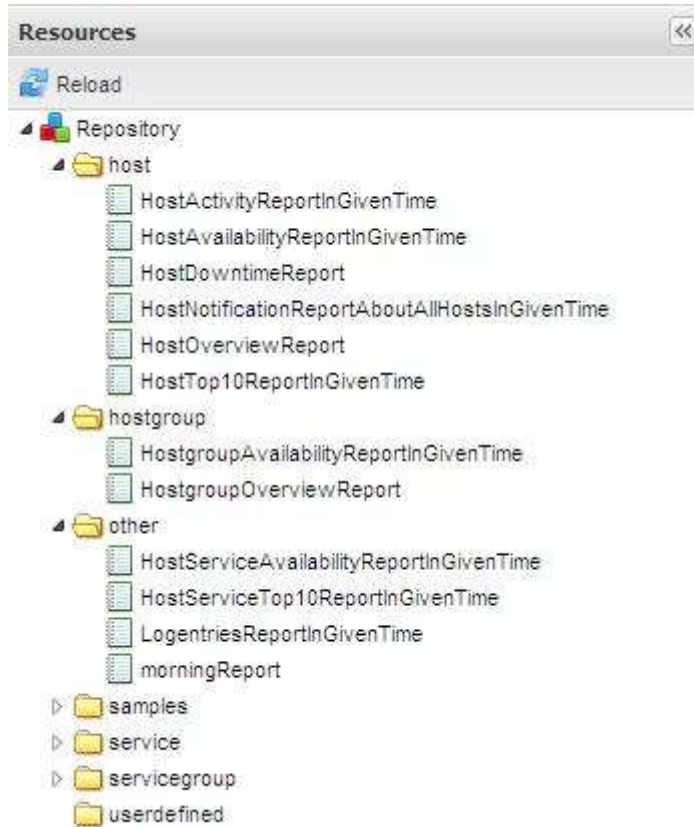 Resources
Reload
Repository
host
HostActivityReportInGivenTime
HostAvailabilityReportInGivenTime
HostDowntimeReport
HostNotificationReportAboutAllHostsInGivenTime
HostOverviewReport
HostTop10ReportInGivenTime
hostgroup
HostgroupAvailabilityReportInGivenTime
HostgroupOverviewReport
other
HostServiceAvailabilityReportInGivenTime
HostServiceTop10ReportInGivenTime
LogentriesReportInGivenTime
morningReport
samples
service
servicegroup
userdefined